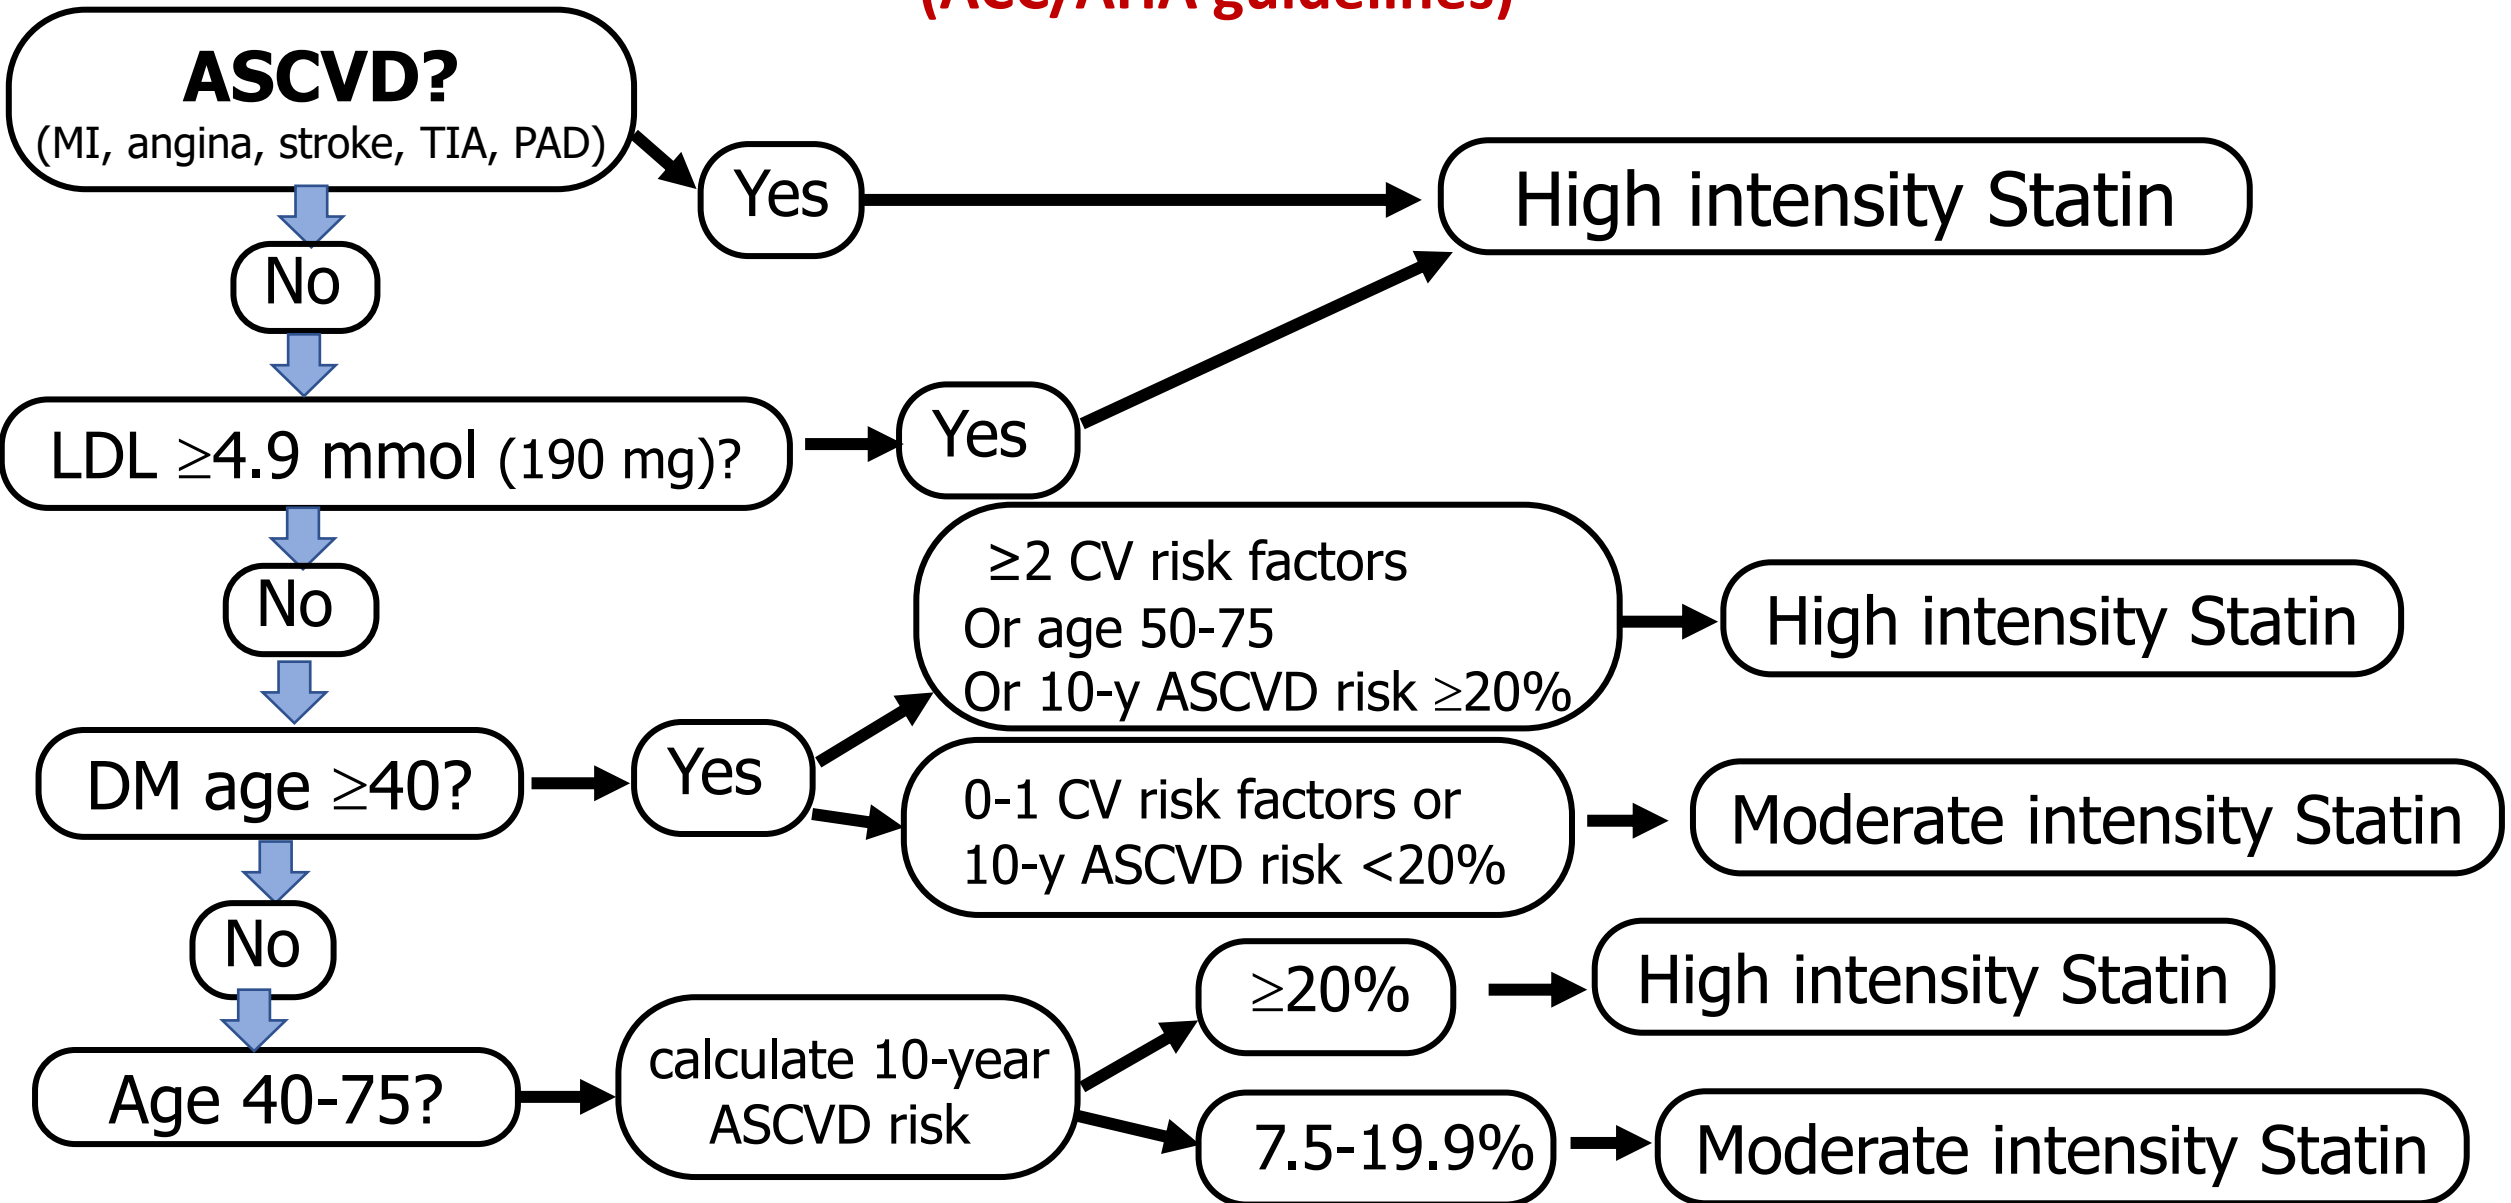 ASCVD?
(MI, angina, stroke, TIA, PAD)
Yes
High intensity Statin
No
LDL ≥4.9 mmol (190 mg)?
Yes
No
≥2 CV risk factors
Or age 50-75
Or 10-y ASCVD risk ≥20%
High intensity Statin
DM age ≥40?
Yes
0-1 CV risk factors or
10-y ASCVD risk <20%
Moderate intensity Statin
No
Age 40-75?
calculate 10-year
ASCVD risk
≥20%
High intensity Statin
7.5-19.9%
Moderate intensity Statin